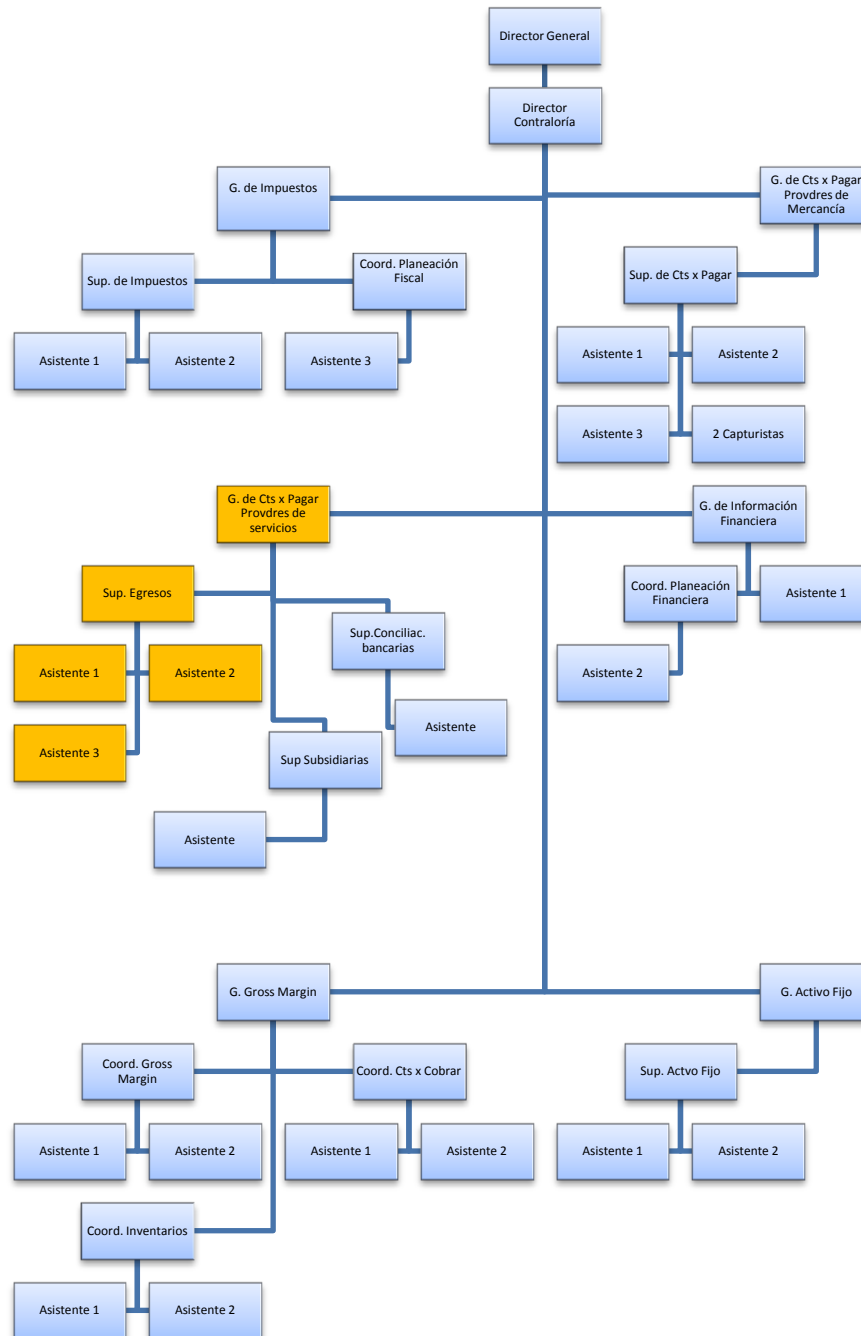 Director General
Director
Contraloría
G. de Impuestos
G. de Cts x Pagar
Provdres de
Mercancía
Sup. de Impuestos
Coord. Planeación
Fiscal
Sup. de Cts x Pagar
Asistente 1
Asistente 2
Asistente 3
Asistente 1
Asistente 2
Asistente 3
2 Capturistas
G. de Cts x Pagar
Provdres de
servicios
G. de Información
Financiera
Sup. Egresos
Coord. Planeación
Financiera
Asistente 1
Sup.Conciliac.
bancarias
Asistente 1
Asistente 2
Asistente 2
Asistente
Asistente 3
Sup Subsidiarias
Asistente
G. Gross Margin
G. Activo Fijo
Coord. Gross
Margin
Coord. Cts x Cobrar
Sup. Actvo Fijo
Asistente 1
Asistente 2
Asistente 1
Asistente 2
Asistente 1
Asistente 2
Coord. Inventarios
Asistente 1
Asistente 2